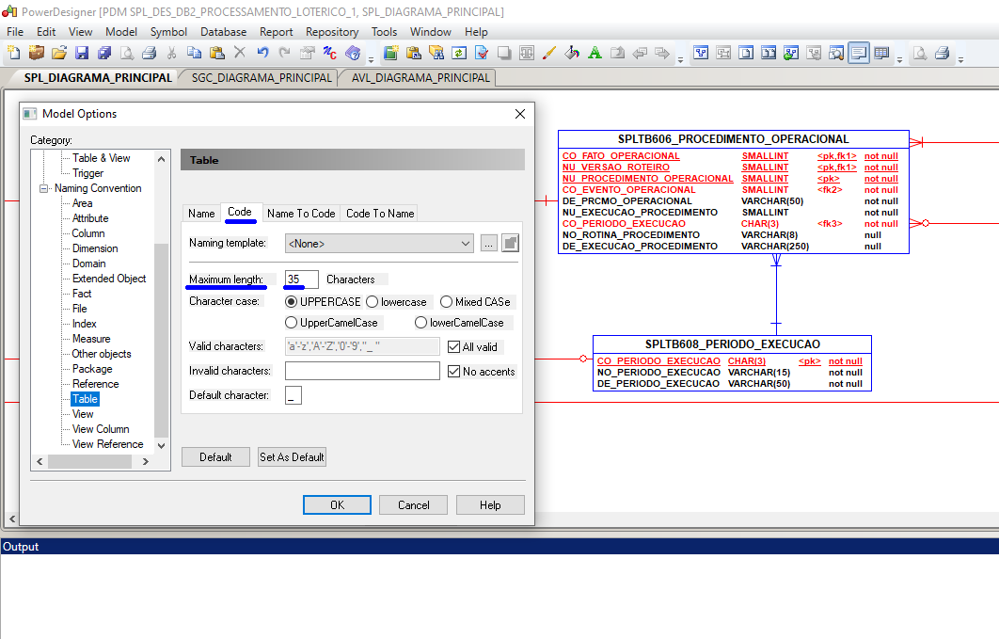 PowerDesigner [PDM SPL_DES_DB2_PROCESSAMENTO_LOTERICO_1, SPL_DIAGRAMA_PRINCIPAL]
File Edit View Model Symbol Database Report Repository Tools Window Help
SPL_DIAGRAMA_PRINCIPAL SGC_DIAGRAMA_PRINCIPAL AVL_DIAGRAMA_PRINCIPAL
Model Options
Category:
Table & View
Trigger
Naming Convention
Area
Attribute
Column
Dimension
Domain
Extended Object
Fact
File
Index
Measure
Other objects
Package
Reference
Table
View
View Column
View Reference
Table
Name Code Name To Code Code To Name
Naming template: <None> ...
Maximum length: 35 Characters
Character case: UPPERCASE lowercase Mixed CASe
UpperCamelCase lowerCamelCase
Valid characters: 'a'-'z','A'-'Z','0'-'9',"_ " All valid
Invalid characters: No accents
Default character: _
Default Set As Default
OK Cancel Help
SPLTB606_PROCEDIMENTO_OPERACIONAL
CO_FATO_OPERACIONAL SMALLINT <pk,fk1> not null
NU_VERSAO_ROTEIRO SMALLINT <pk,fk1> not null
NU_PROCEDIMENTO_OPERACIONAL SMALLINT <pk> not null
CO_EVENTO_OPERACIONAL SMALLINT <fk2> not null
DE_PRCMO_OPERACIONAL VARCHAR(50) not null
NU_EXECUCAO_PROCEDIMENTO SMALLINT not null
CO_PERIODO_EXECUCAO CHAR(3) <fk3> not null
NO_ROTINA_PROCEDIMENTO VARCHAR(8) null
DE_EXECUCAO_PROCEDIMENTO VARCHAR(250) null
SPLTB608_PERIODO_EXECUCAO
CO_PERIODO_EXECUCAO CHAR(3) <pk> not null
NO_PERIODO_EXECUCAO VARCHAR(15) not null
DE_PERIODO_EXECUCAO VARCHAR(50) not null
Output